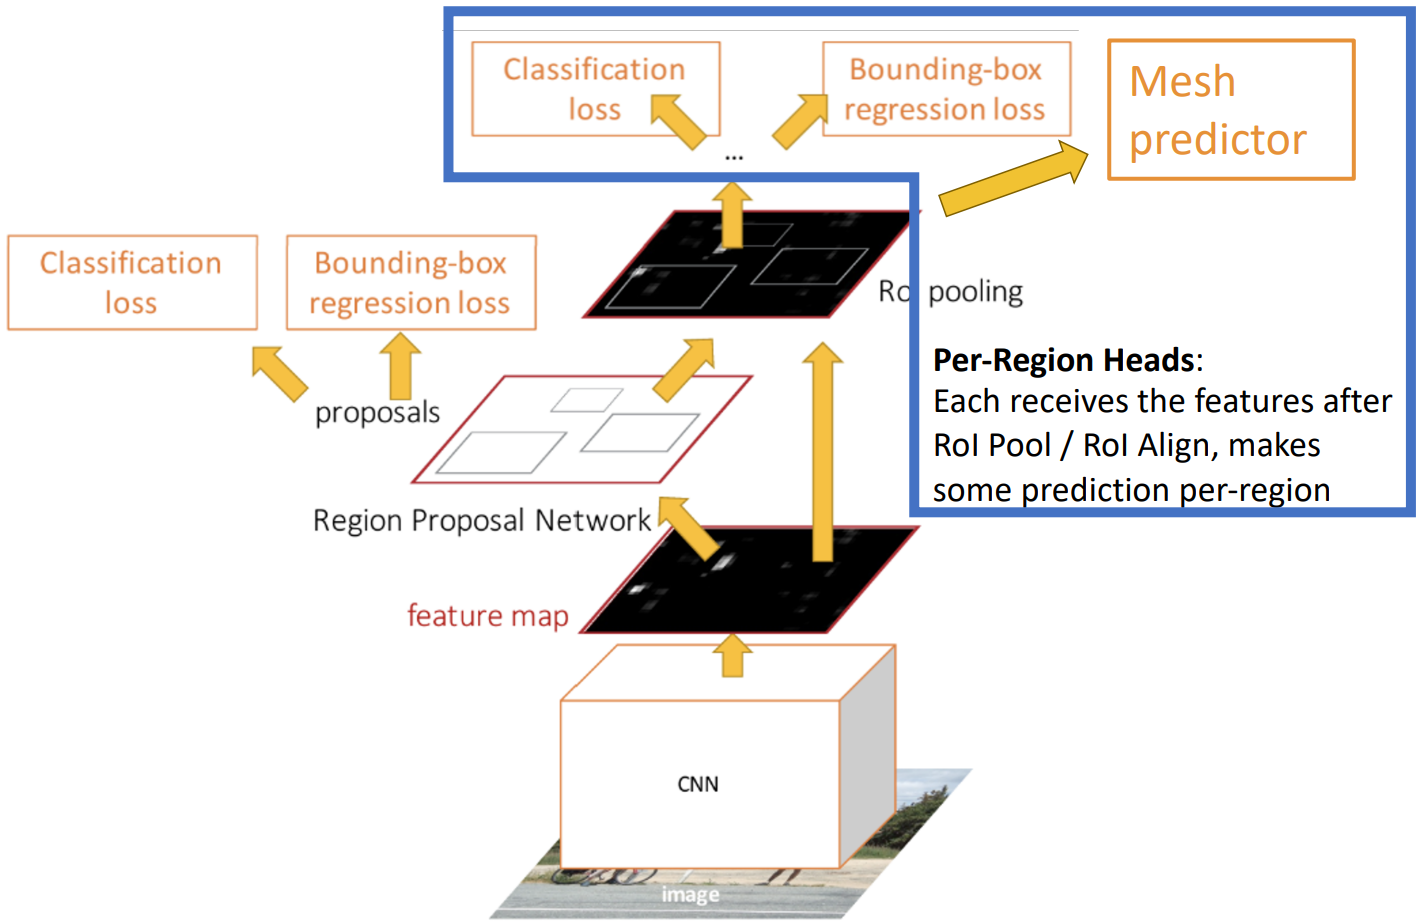 Classification
loss
Bounding-box
regression loss
Mesh
predictor
...
Classification
loss
Bounding-box
regression loss
RoI pooling
proposals
Per-Region Heads:
Each receives the features after
RoI Pool / RoI Align, makes
some prediction per-region
Region Proposal Network
feature map
CNN
image